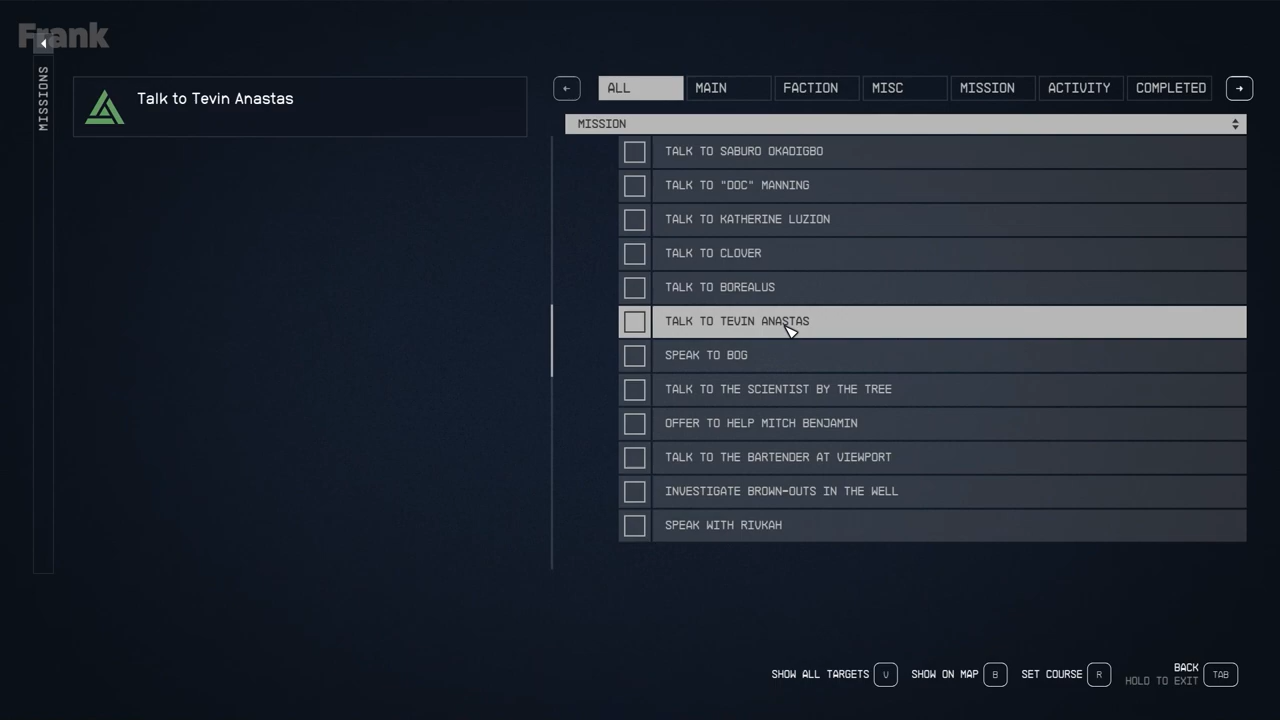 Frank
MISSIONS
Talk to Tevin Anastas
ALL MAIN FACTION MISC MISSION ACTIVITY COMPLETED
MISSION
TALK TO SABURO OKADIGBO
TALK TO "DOC" MANNING
TALK TO KATHERINE LUZION
TALK TO CLOVER
TALK TO BOREALUS
TALK TO TEVIN ANASTAS
SPEAK TO BOG
TALK TO THE SCIENTIST BY THE TREE
OFFER TO HELP MITCH BENJAMIN
TALK TO THE BARTENDER AT VIEWPORT
INVESTIGATE BROWN-OUTS IN THE WELL
SPEAK WITH RIVKAH
SHOW ALL TARGETS V SHOW ON MAP B SET COURSE R BACK TAB
HOLD TO EXIT